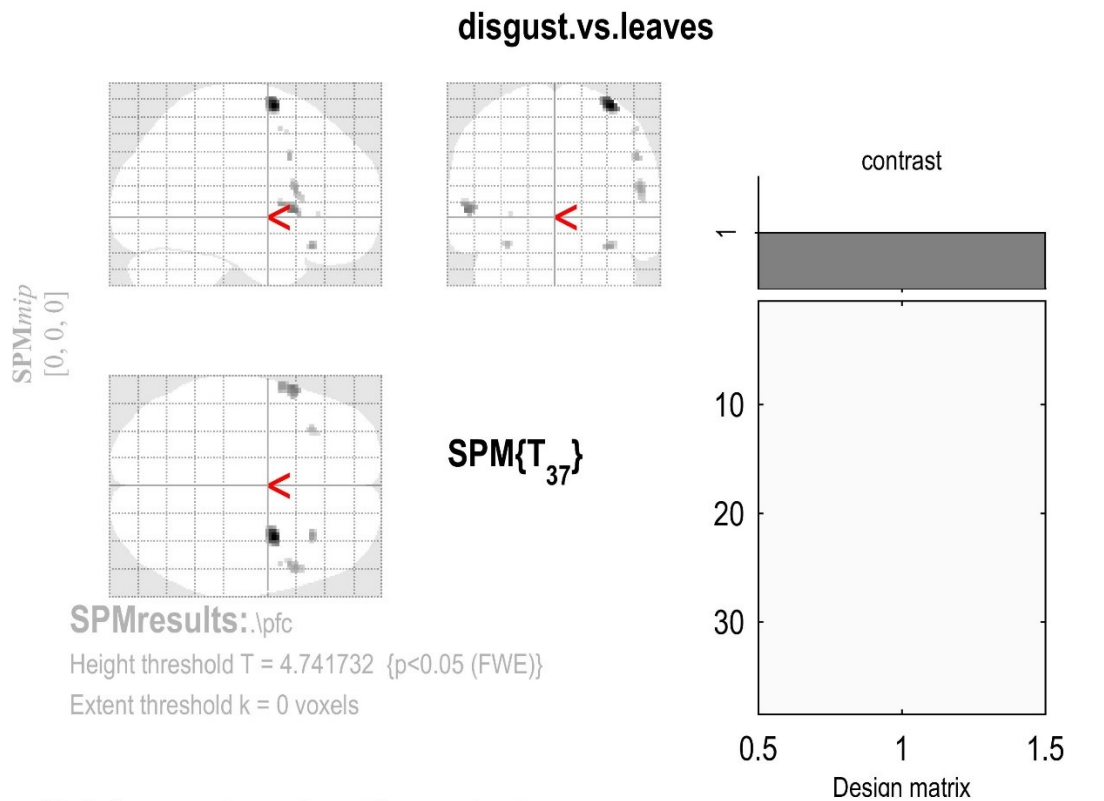 disgust.vs.leaves
SPMmip
[0, 0, 0]
<
<
<
SPM{T37}
contrast
1
10
20
30
0.5 1 1.5
Design matrix
SPMresults:.\pfc
Height threshold T = 4.741732 {p<0.05 (FWE)}
Extent threshold k = 0 voxels